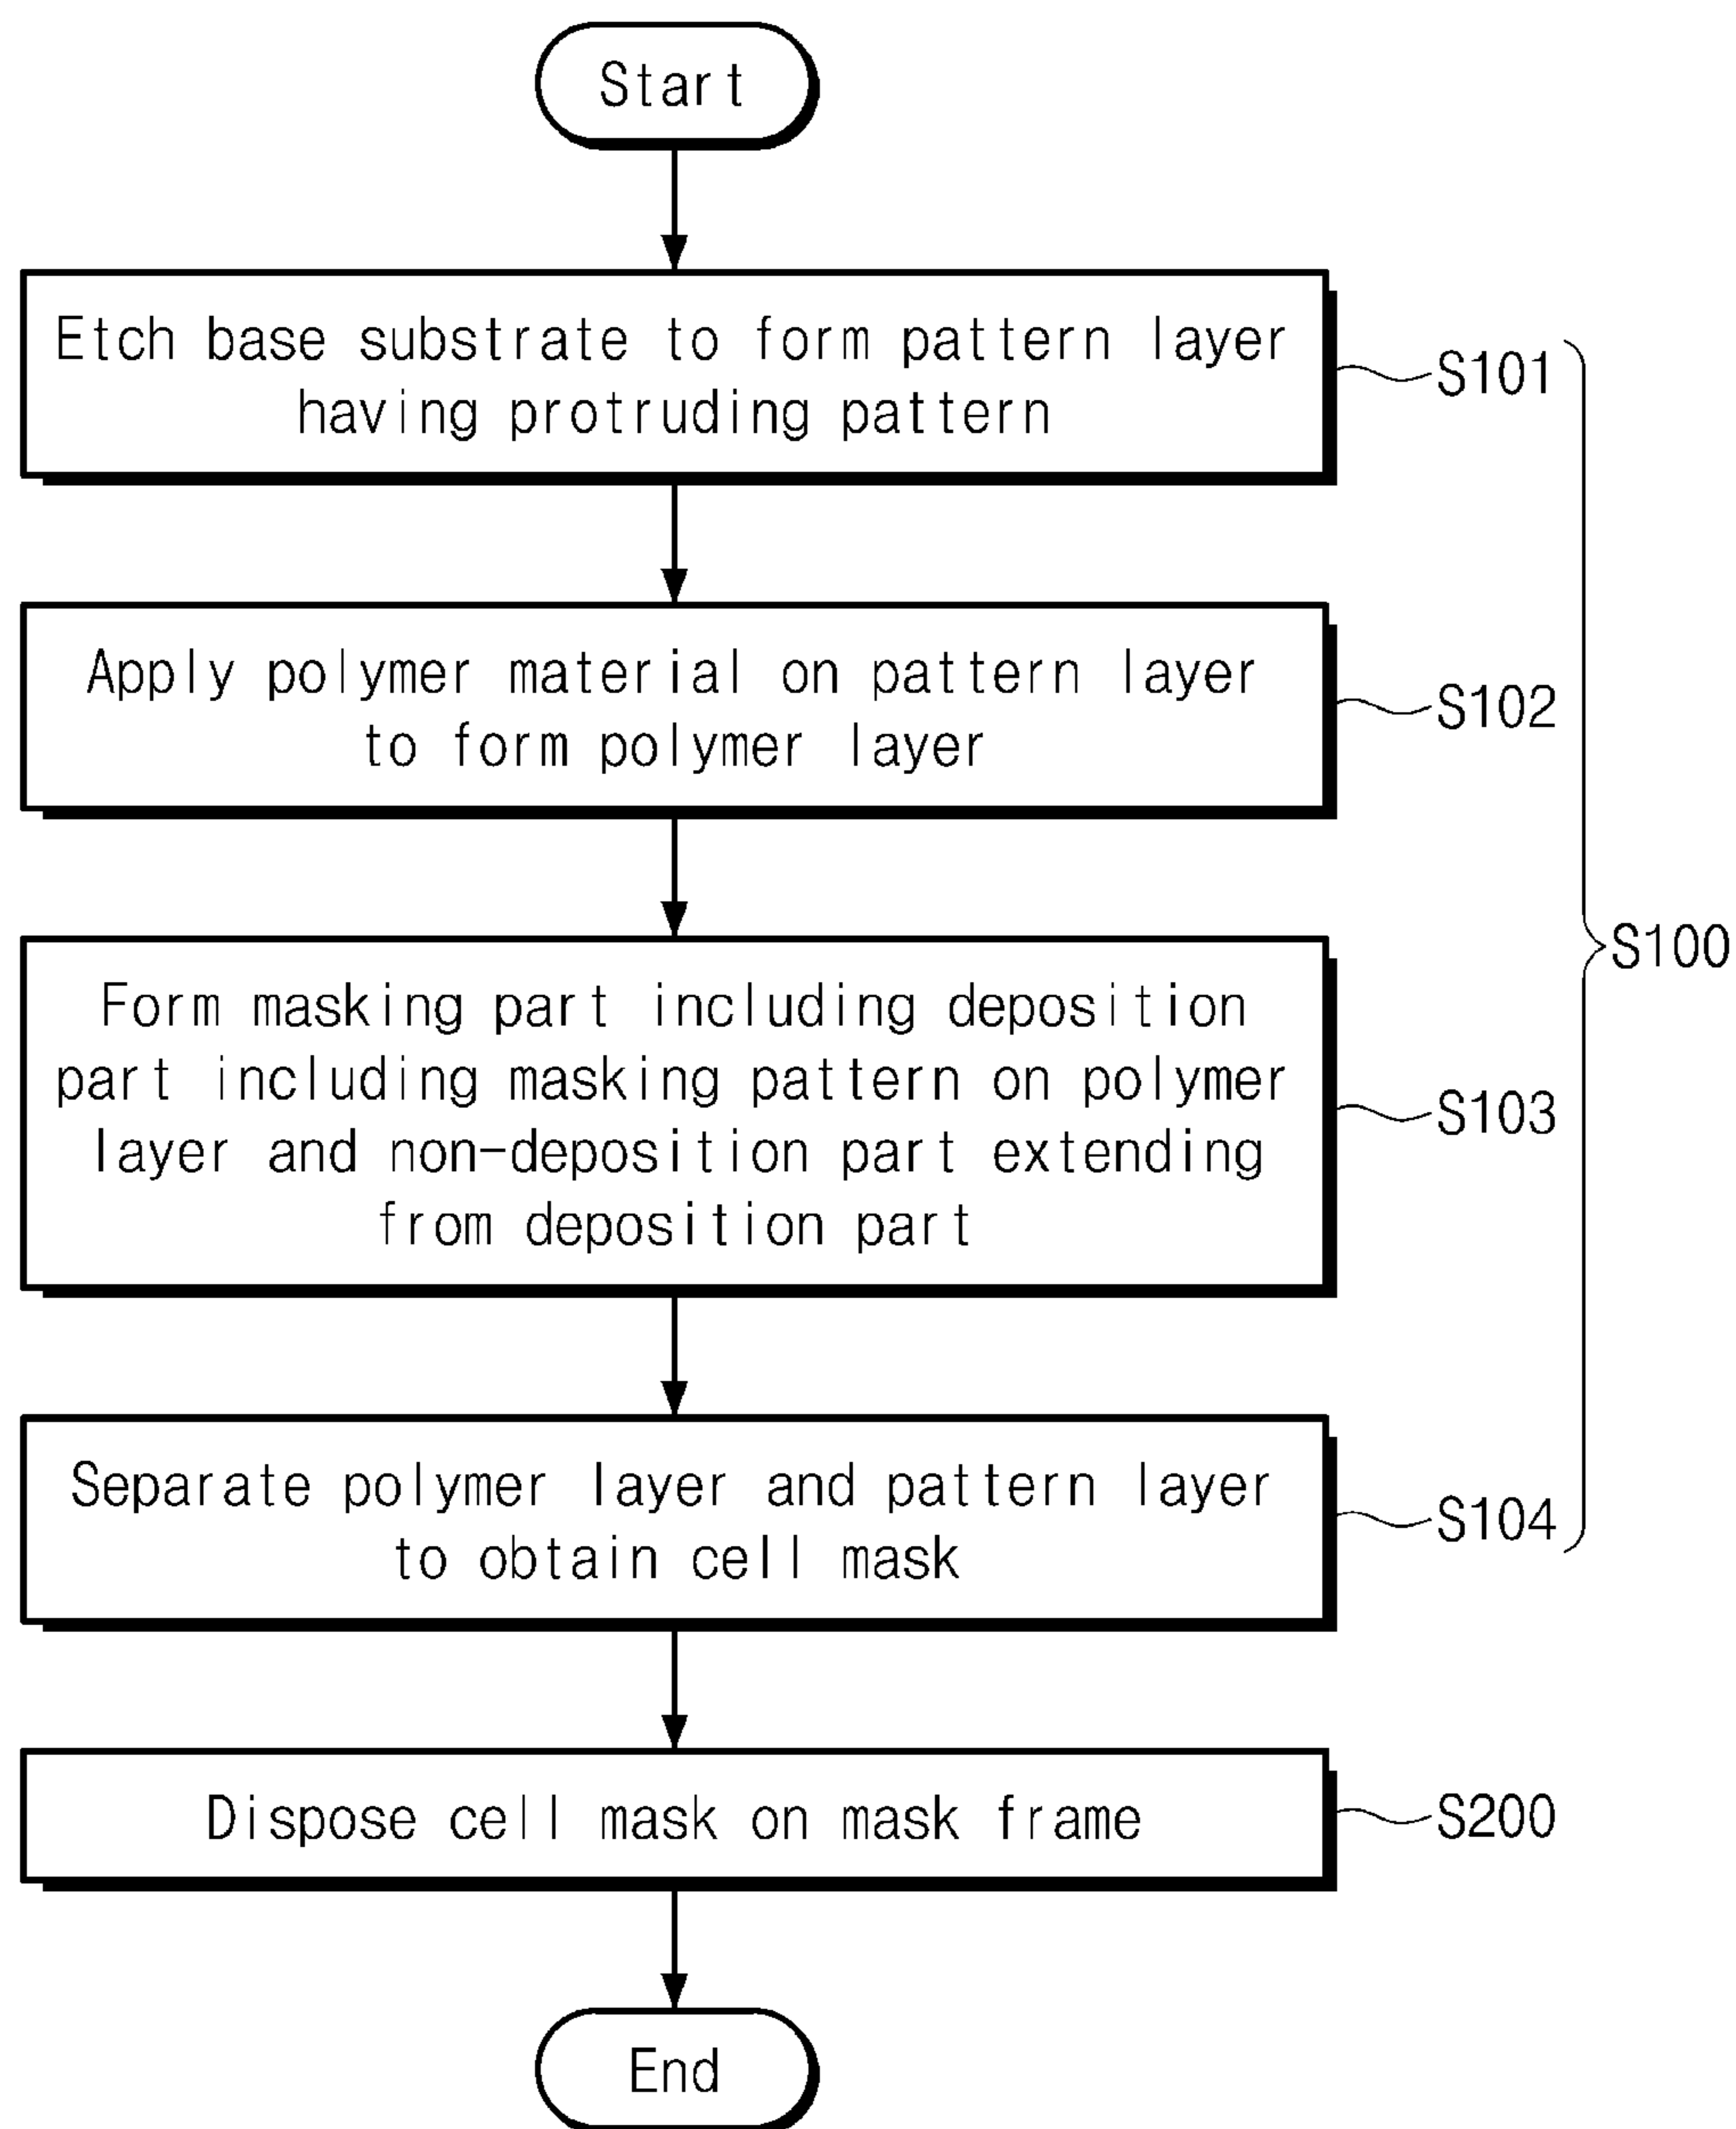 Start
Etch base substrate to form pattern layer
having protruding pattern
S101
Apply polymer material on pattern layer
to form polymer layer
S102
Form masking part including deposition
part including masking pattern on polymer
layer and non-deposition part extending
from deposition part
S103
S100
Separate polymer layer and pattern layer
to obtain cell mask
S104
Dispose cell mask on mask frame
S200
End